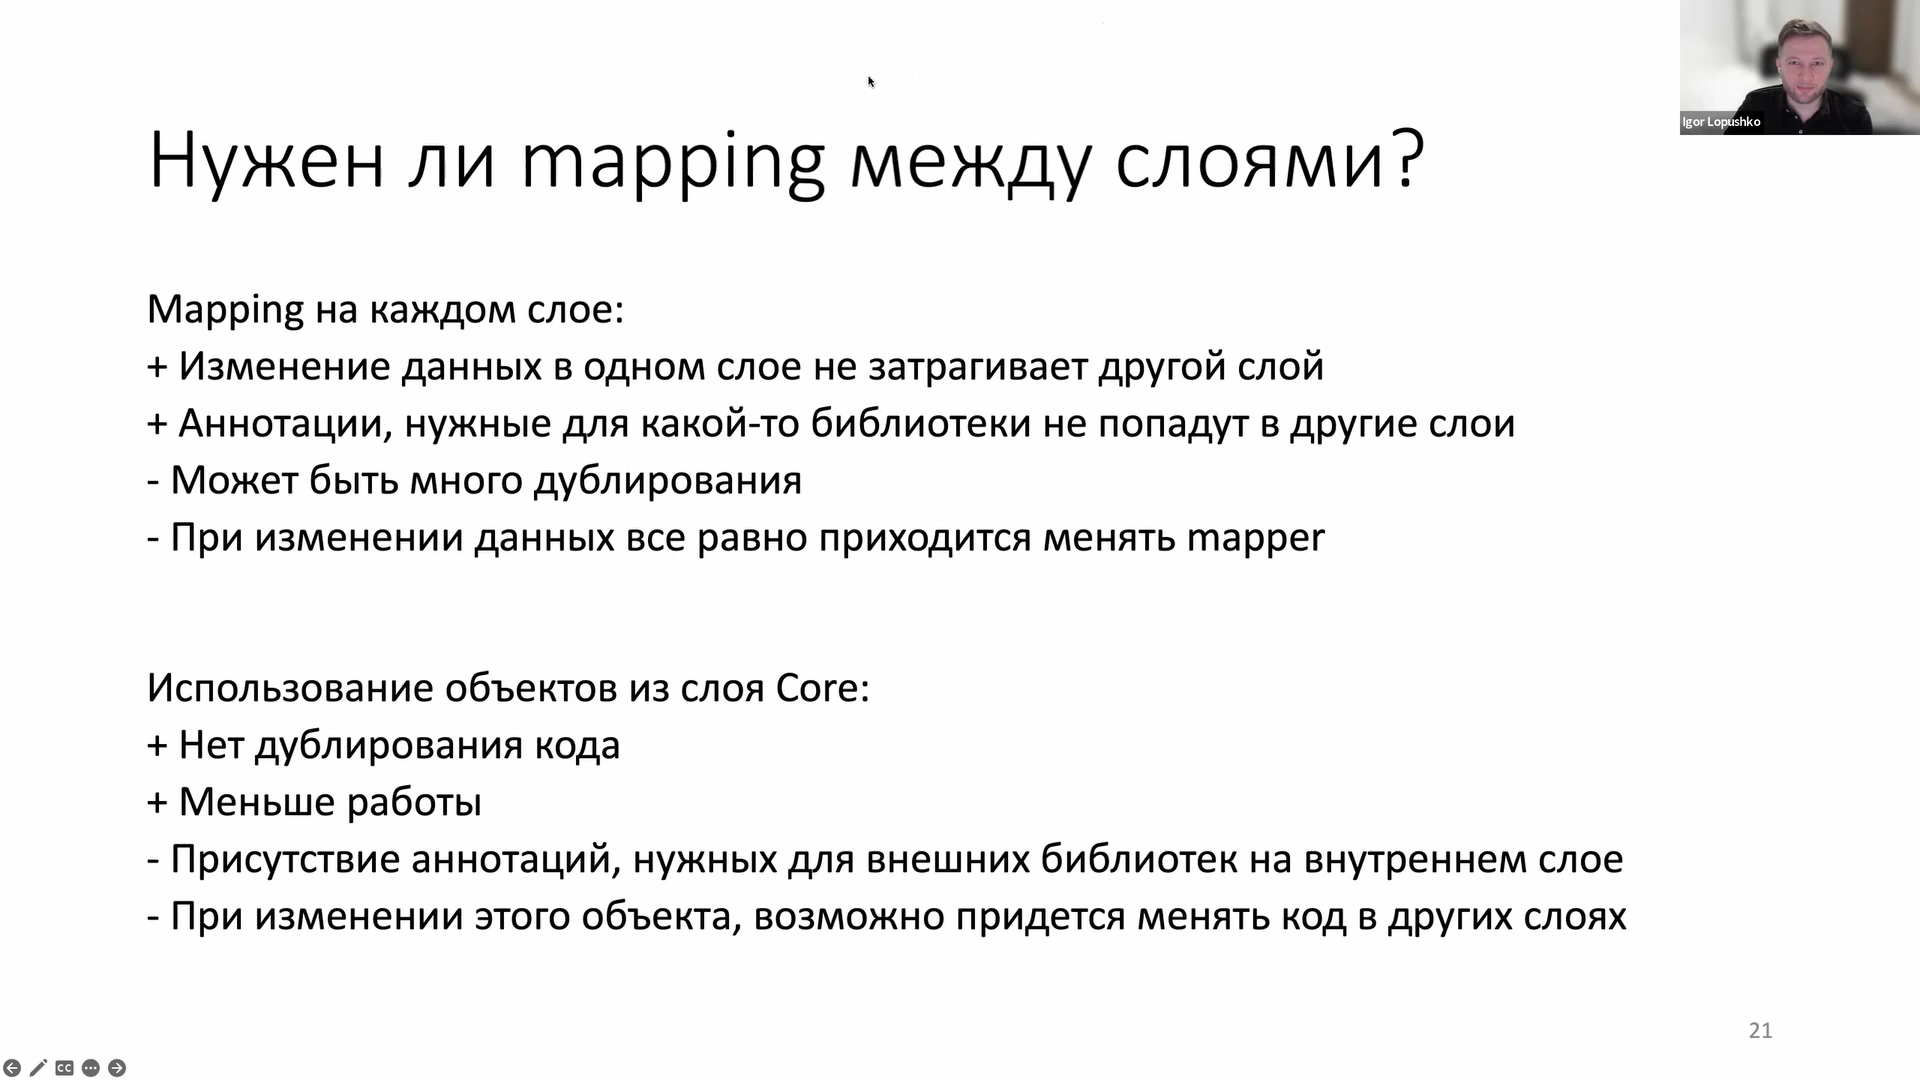 Igor Lopushko
Нужен ли mapping между слоями?
Mapping на каждом слое:
+ Изменение данных в одном слое не затрагивает другой слой
+ Аннотации, нужные для какой-то библиотеки не попадут в другие слои
- Может быть много дублирования
- При изменении данных все равно приходится менять mapper
Использование объектов из слоя Core:
+ Нет дублирования кода
+ Меньше работы
- Присутствие аннотаций, нужных для внешних библиотек на внутреннем слое
- При изменении этого объекта, возможно придется менять код в других слоях
21
CC